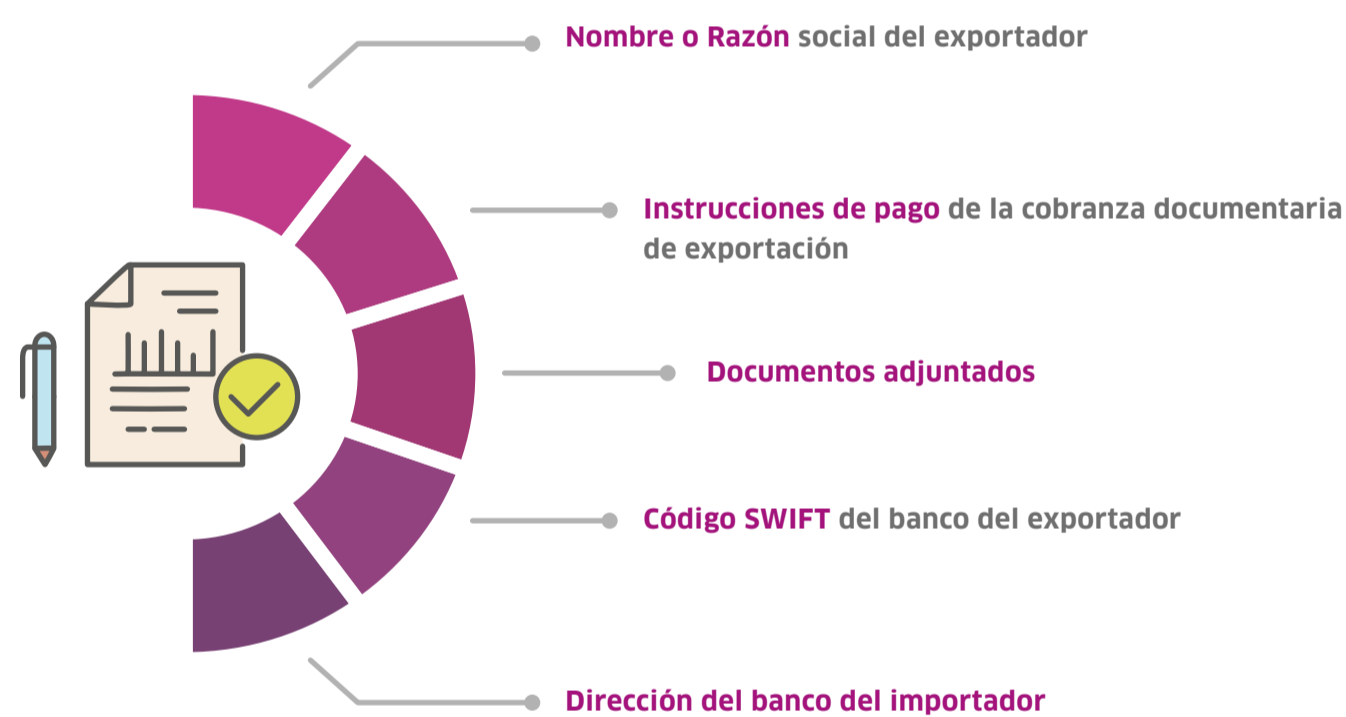 Nombre o Razón social del exportador
Instrucciones de pago de la cobranza documentaria
de exportación
Documentos adjuntados
Código SWIFT del banco del exportador
Dirección del banco del importador